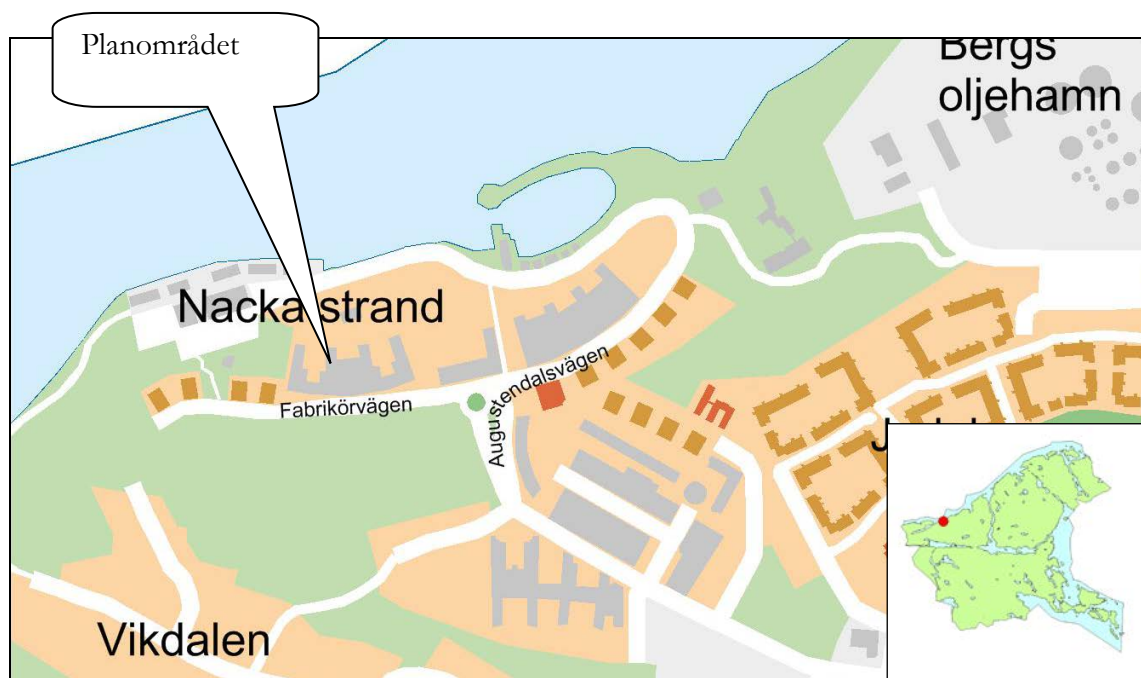 Planområdet
Bergs
oljehamn
Nacka strand
Fabrikörvägen
Augustendalsvägen
Vikdalen